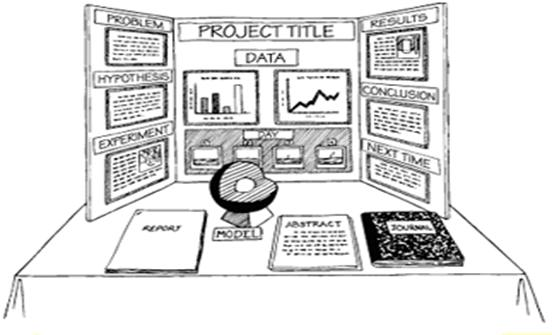 PROBLEM
HYPOTHESIS
EXPERIMENT
PROJECT TITLE
DATA
DAY
RESULTS
CONCLUSION
NEXT TIME
REPORT
MODEL
ABSTRACT
JOURNAL